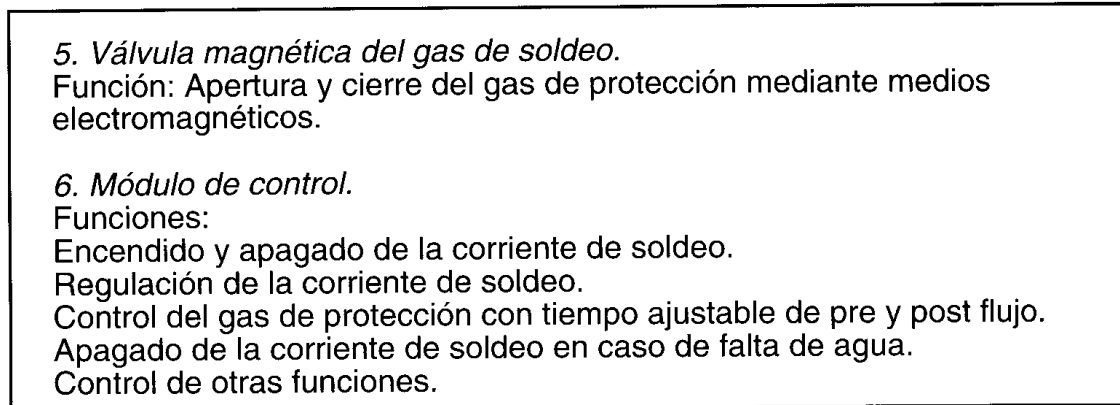 5. Válvula magnética del gas de soldeo.
Función: Apertura y cierre del gas de protección mediante medios
electromagnéticos.
6. Módulo de control.
Funciones:
Encendido y apagado de la corriente de soldeo.
Regulación de la corriente de soldeo.
Control del gas de protección con tiempo ajustable de pre y post flujo.
Apagado de la corriente de soldeo en caso de falta de agua.
Control de otras funciones.